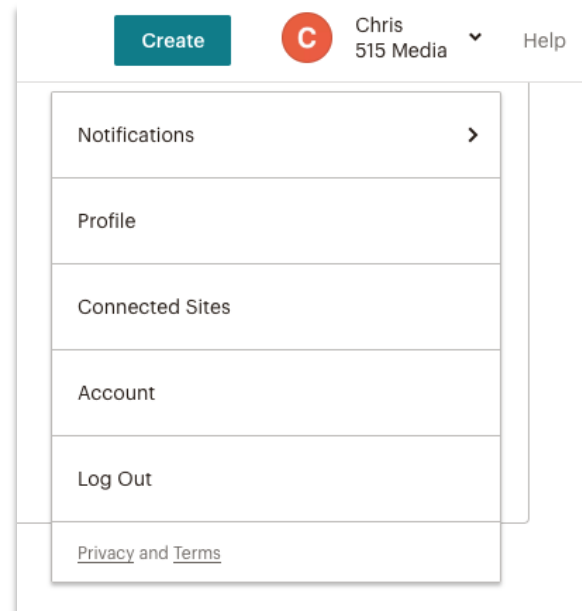 Create
C
Chris
515 Media
Help
Notifications
Profile
Connected Sites
Account
Log Out
Privacy and Terms